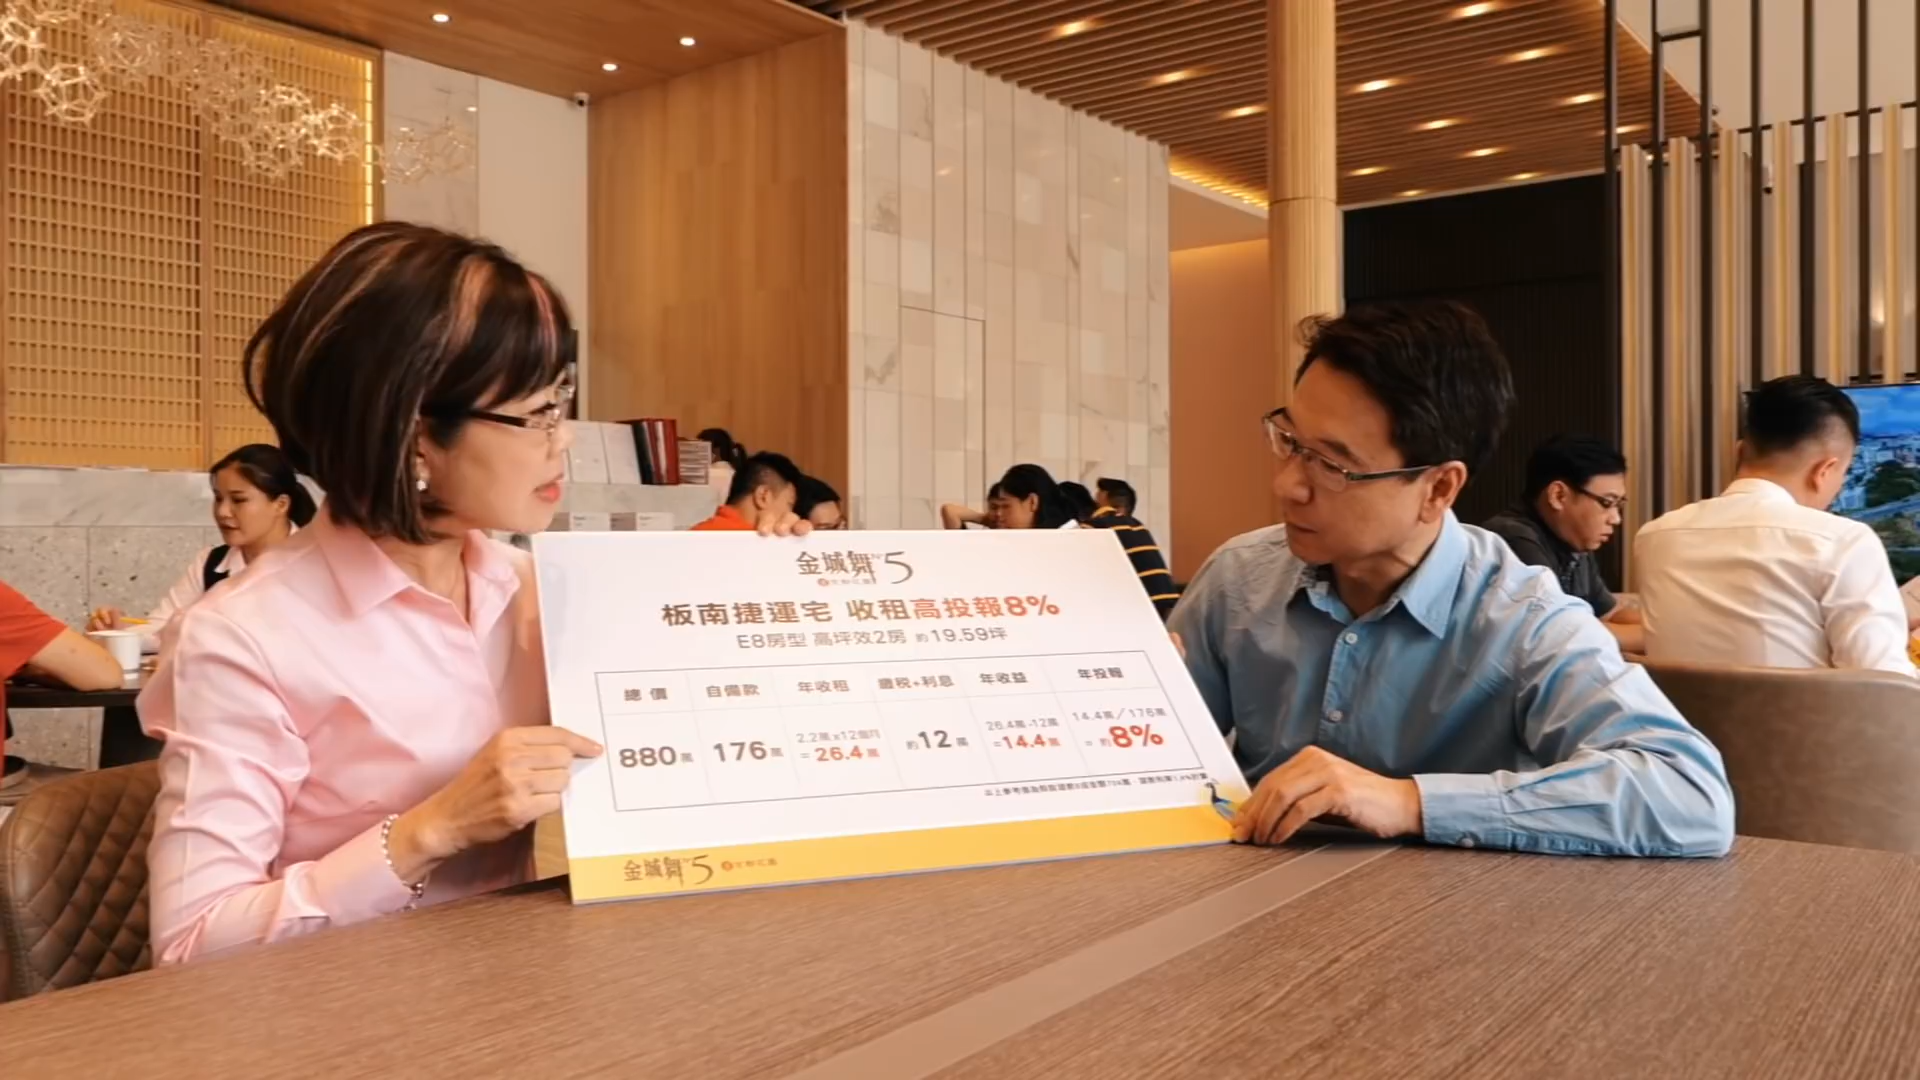 金城舞 N°5
板南捷運宅 收租高投報8%
E8房型 高坪效2房 約19.59坪
總價 自備款 年收租 繳税+利息 年收益 年投報
880萬 176萬 2.2萬x12個月 =26.4萬 約12萬 26.4萬-12萬 =14.4萬 14.4萬/176萬 =約8%
金城舞 N°5